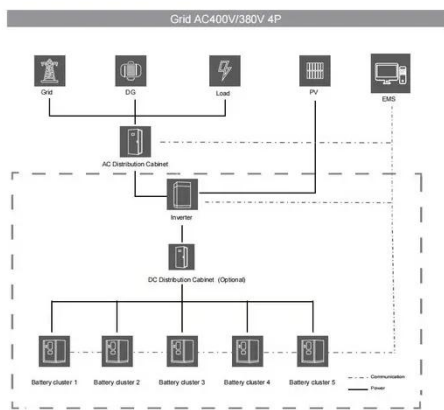 Grid AC400V/380V 4P
Grid
DG
Load
PV
EMS
AC Distribution Cabinet
Inverter
DC Distribution Cabinet (Optional)
Battery cluster 1
Battery cluster 2
Battery cluster 3
Battery cluster 4
Battery cluster 5
Communication
Power